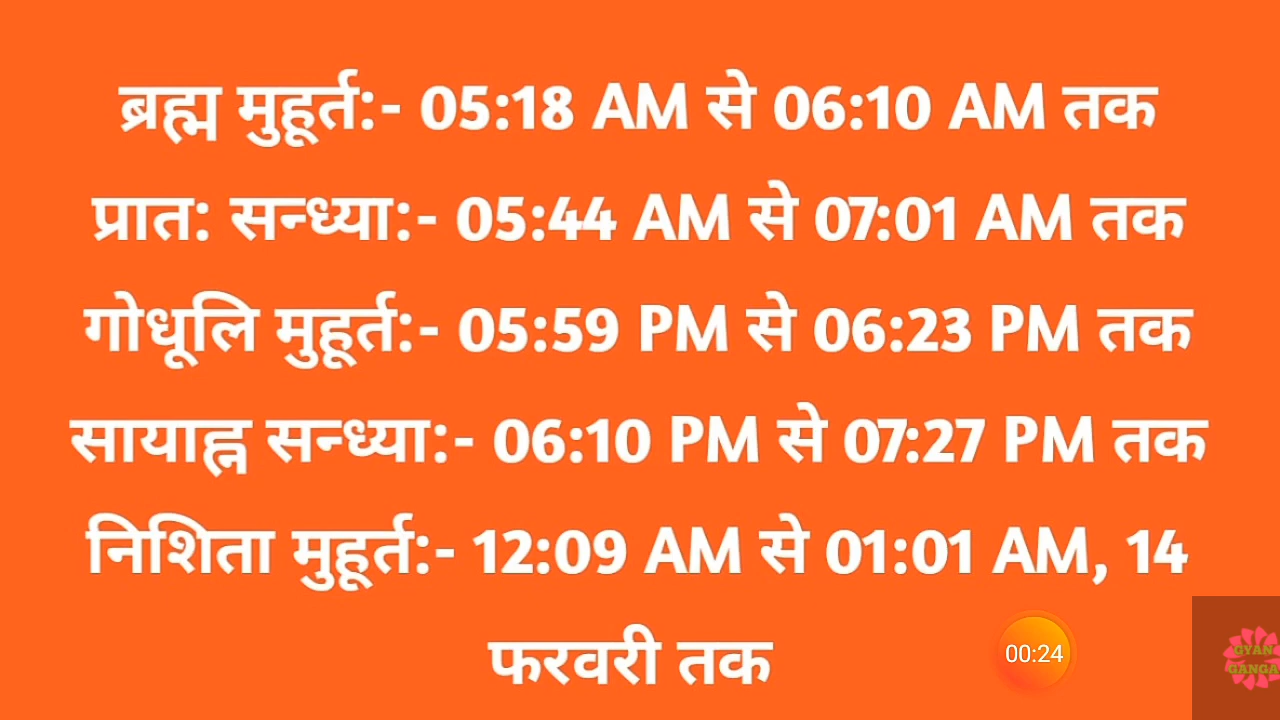 ब्रह्म मुहूर्त:- 05:18 AM से 06:10 AM तक
प्रात: सन्ध्या:- 05:44 AM से 07:01 AM तक
गोधूलि मुहूर्त:- 05:59 PM से 06:23 PM तक
सायाह्न सन्ध्या:- 06:10 PM से 07:27 PM तक
निशिता मुहूर्त:- 12:09 AM से 01:01 AM, 14
फरवरी तक
00:24
GYAN
GANGA